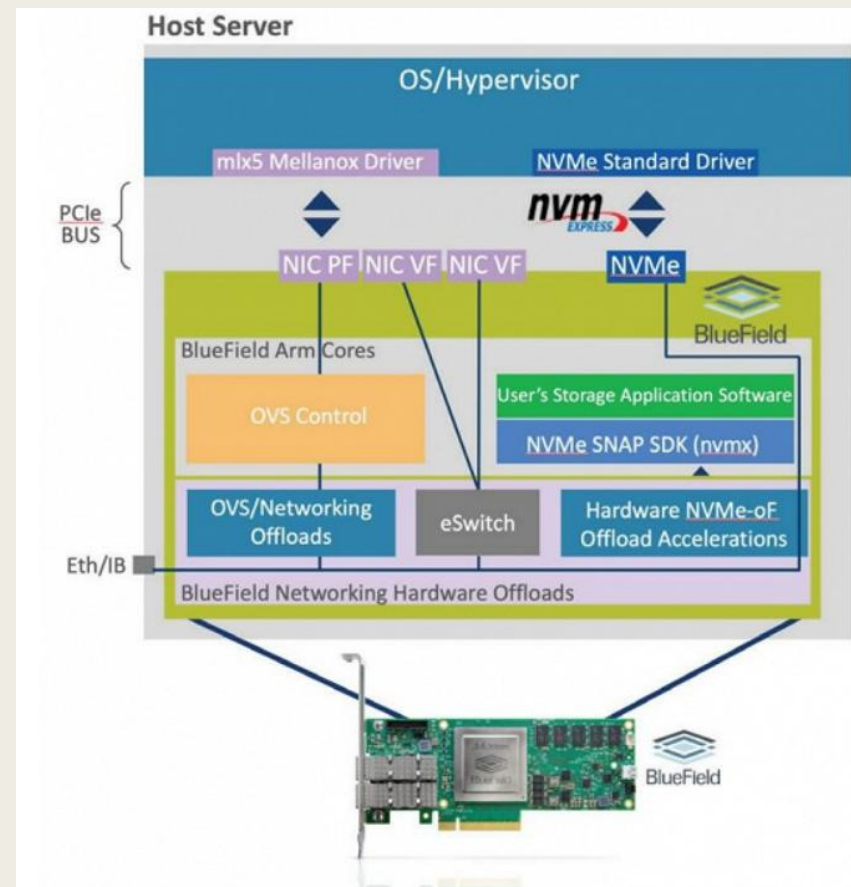 Host Server
OS/Hypervisor
mlx5 Mellanox Driver
NVMe Standard Driver
PCIe
BUS
nvm
EXPRESS
NIC PF
NIC VF
NIC VF
NVMe
BlueField
BlueField Arm Cores
OVS Control
User's Storage Application Software
NVMe SNAP SDK (nvmx)
OVS/Networking
Offloads
eSwitch
Hardware NVMe-oF
Offload Accelerations
Eth/IB
BlueField Networking Hardware Offloads
BlueField
BlueField